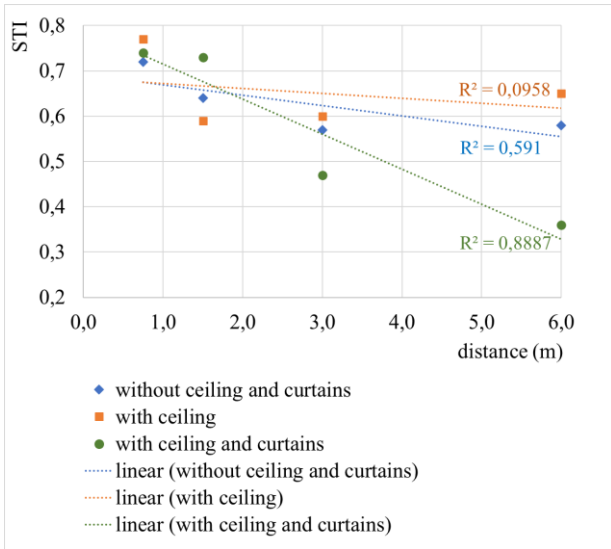 STI
0,8
0,7
0,6
0,5
0,4
0,3
0,2
R² = 0,0958
R² = 0,591
R² = 0,8887
0,0 1,0 2,0 3,0 4,0 5,0 6,0
distance (m)
without ceiling and curtains
with ceiling
with ceiling and curtains
linear (without ceiling and curtains)
linear (with ceiling)
linear (with ceiling and curtains)